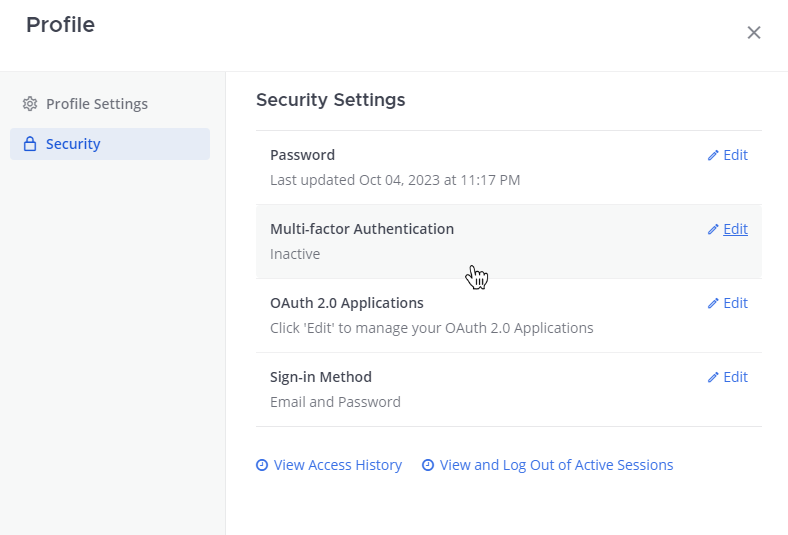 Profile
Profile Settings
Security
Security Settings
Password
Edit
Last updated Oct 04, 2023 at 11:17 PM
Multi-factor Authentication
Edit
Inactive
OAuth 2.0 Applications
Edit
Click 'Edit' to manage your OAuth 2.0 Applications
Sign-in Method
Edit
Email and Password
View Access History
View and Log Out of Active Sessions